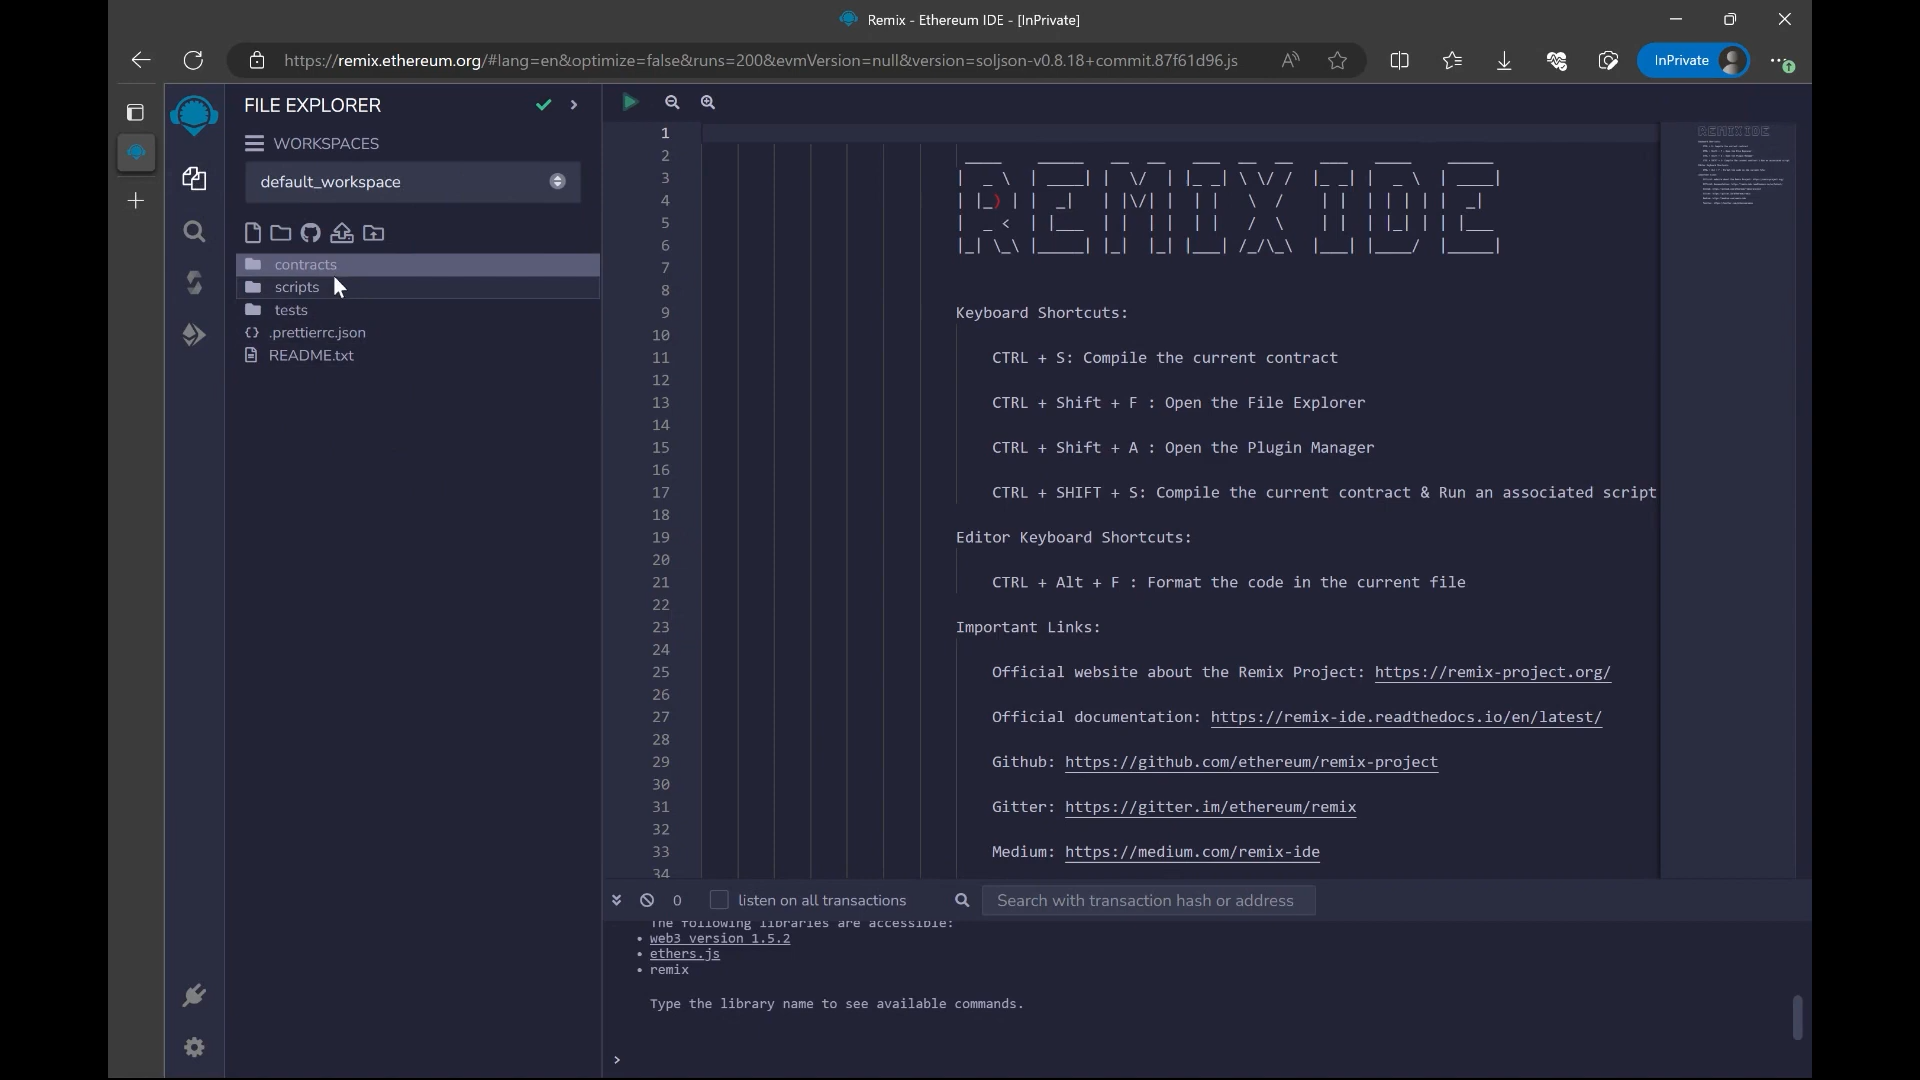 Remix - Ethereum IDE - [InPrivate]
https://remix.ethereum.org/#lang=en&optimize=false&runs=200&evmVersion=null&version=soljson-v0.8.18+commit.87f61d96.js
InPrivate
FILE EXPLORER
WORKSPACES
default_workspace
contracts
scripts
tests
.prettierrc.json
README.txt
1
2
3
4
5
6
7
8
9 Keyboard Shortcuts:
10
11 CTRL + S: Compile the current contract
12
13 CTRL + Shift + F : Open the File Explorer
14
15 CTRL + Shift + A : Open the Plugin Manager
16
17 CTRL + SHIFT + S: Compile the current contract & Run an associated script
18
19 Editor Keyboard Shortcuts:
20
21 CTRL + Alt + F : Format the code in the current file
22
23 Important Links:
24
25 Official website about the Remix Project: https://remix-project.org/
26
27 Official documentation: https://remix-ide.readthedocs.io/en/latest/
28
29 Github: https://github.com/ethereum/remix-project
30
31 Gitter: https://gitter.im/ethereum/remix
32
33 Medium: https://medium.com/remix-ide
34
0 listen on all transactions Search with transaction hash or address
The following libraries are accessible:
• web3 version 1.5.2
• ethers.js
• remix
Type the library name to see available commands.
>